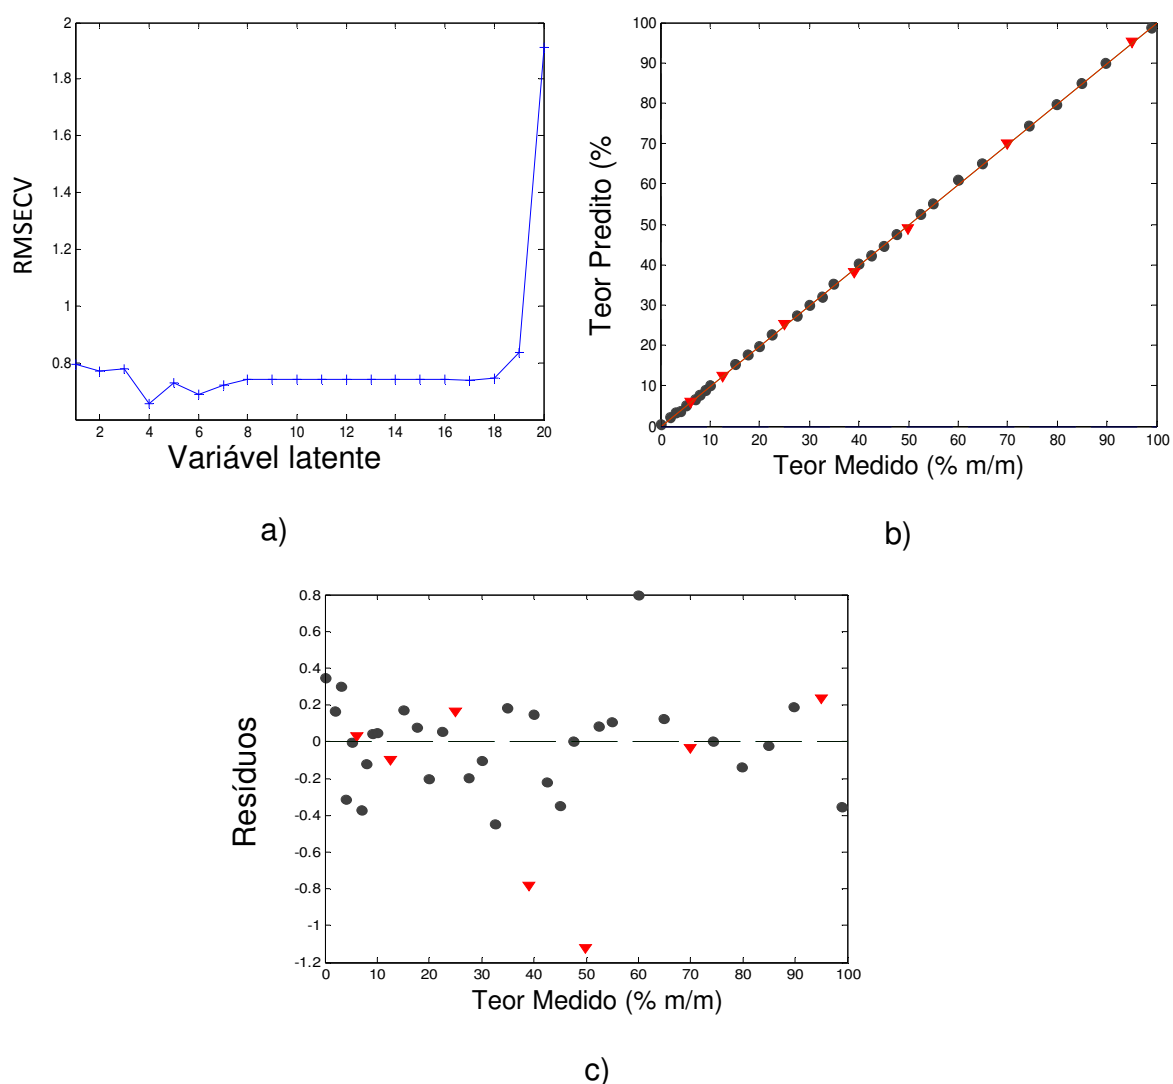 2
1.8
1.6
1.4
1.2
1
0.8
RMSECV
2 4 6 8 10 12 14 16 18 20
Variável latente
a)
100
90
80
70
60
50
40
30
20
10
0
Teor Predito (%
0 10 20 30 40 50 60 70 80 90 100
Teor Medido (% m/m)
b)
0.8
0.6
0.4
0.2
0
-0.2
-0.4
-0.6
-0.8
-1
-1.2
Resíduos
0 10 20 30 40 50 60 70 80 90 100
Teor Medido (% m/m)
c)